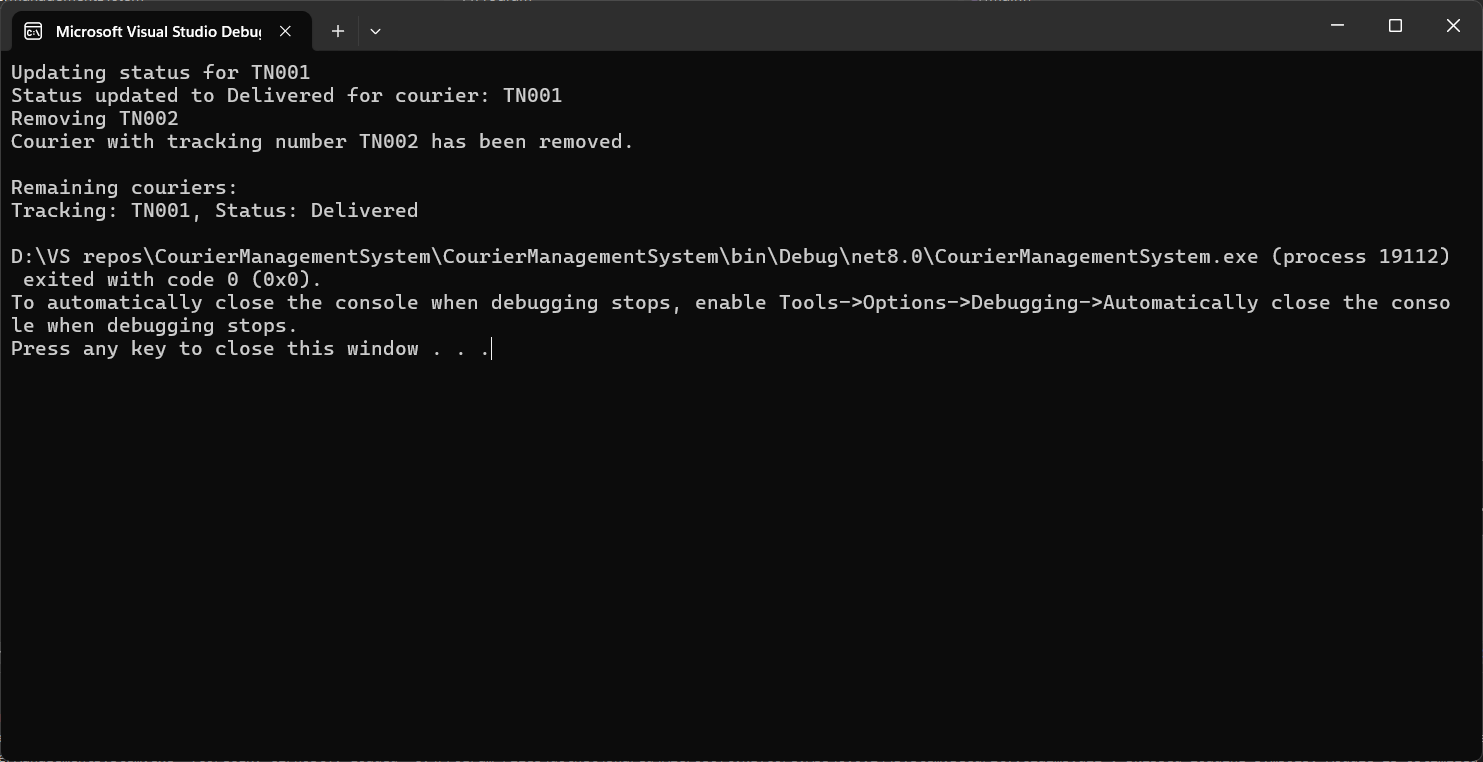 Microsoft Visual Studio Debu
Updating status for TN001
Status updated to Delivered for courier: TN001
Removing TN002
Courier with tracking number TN002 has been removed.
Remaining couriers:
Tracking: TN001, Status: Delivered
D:\VS repos\CourierManagementSystem\CourierManagementSystem\bin\Debug\net8.0\CourierManagementSystem.exe (process 19112)
 exited with code 0 (0x0).
To automatically close the console when debugging stops, enable Tools->Options->Debugging->Automatically close the conso
le when debugging stops.
Press any key to close this window . . .